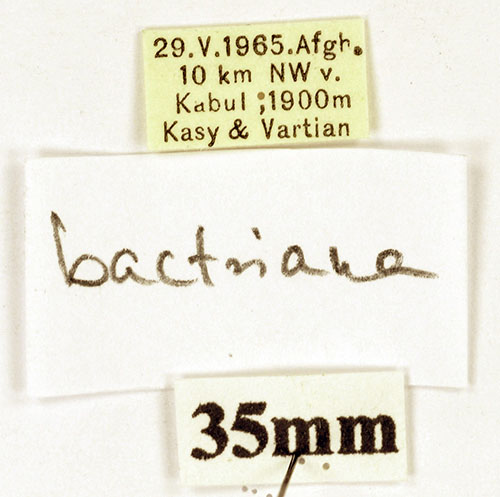 29.V.1965.Afgh.
10 km NW v.
Kabul ;1900m
Kasy & Vartian
bactriana
35mm